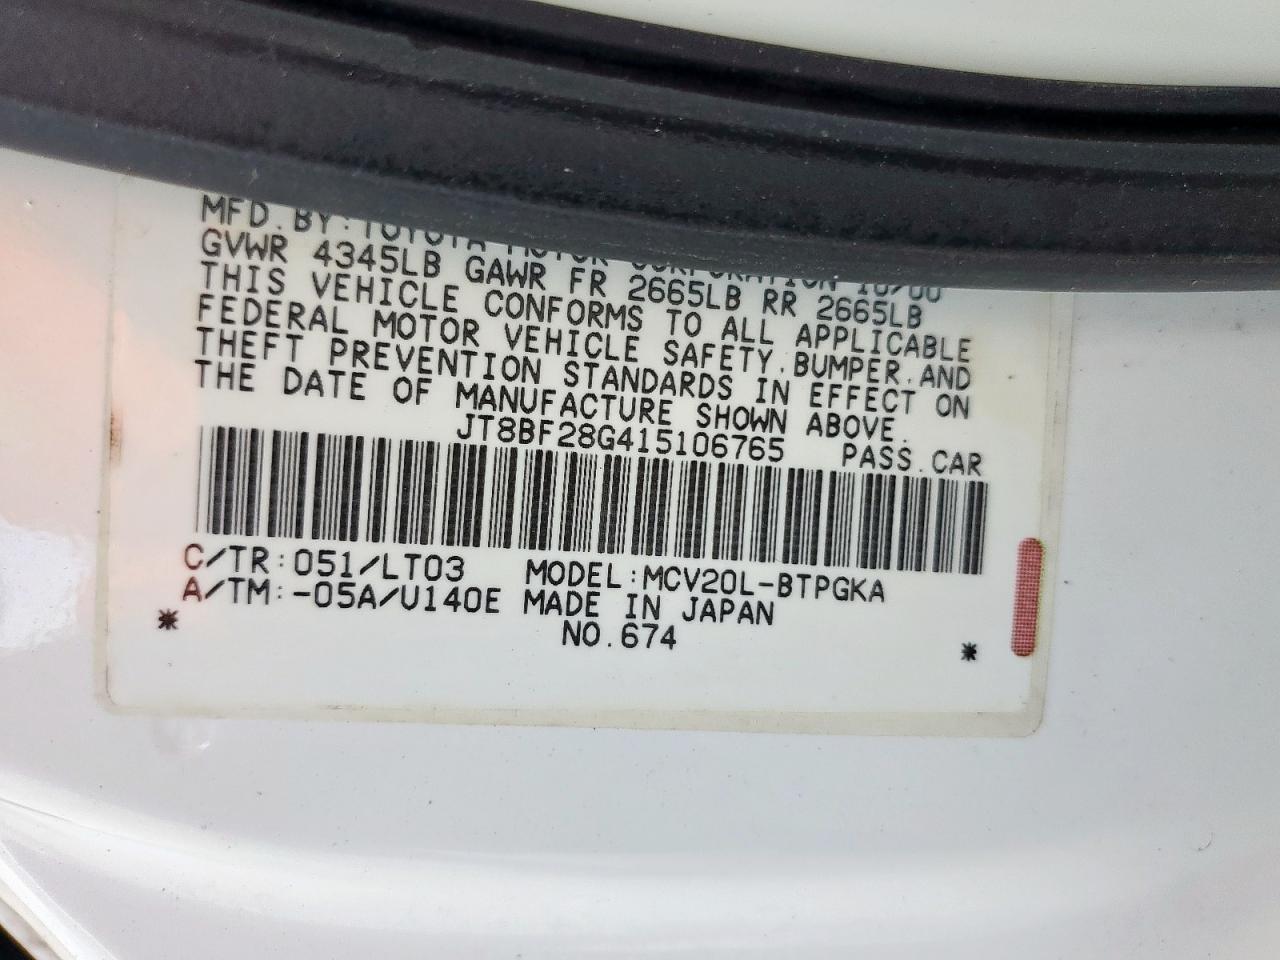 MFD. BY: TOYOTA MOTOR CORPORATION 10/00
GVWR 4345LB GAWR FR 2665LB RR 2665LB
THIS VEHICLE CONFORMS TO ALL APPLICABLE
FEDERAL MOTOR VEHICLE SAFETY, BUMPER, AND
THEFT PREVENTION STANDARDS IN EFFECT ON
THE DATE OF MANUFACTURE SHOWN ABOVE.
JT8BF28G415106765 PASS. CAR
C/TR:051/LT03 MODEL:MCV20L-BTPGKA
A/TM:-05A/U140E MADE IN JAPAN
* NO.674 *